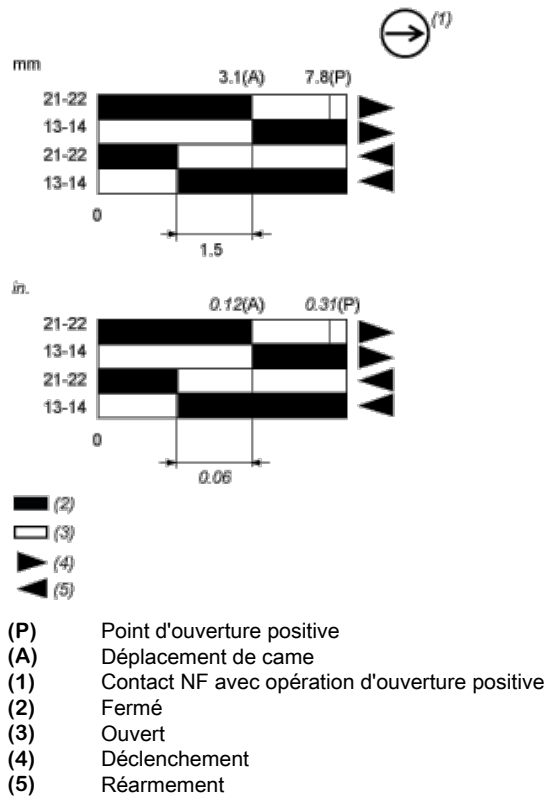 (1)
mm
3.1(A) 7.8(P)
21-22
13-14
21-22
13-14
0
1.5
in.
0.12(A) 0.31(P)
21-22
13-14
21-22
13-14
0
0.06
(2)
(3)
(4)
(5)
(P) Point d'ouverture positive
(A) Déplacement de came
(1) Contact NF avec opération d'ouverture positive
(2) Fermé
(3) Ouvert
(4) Déclenchement
(5) Réarmement